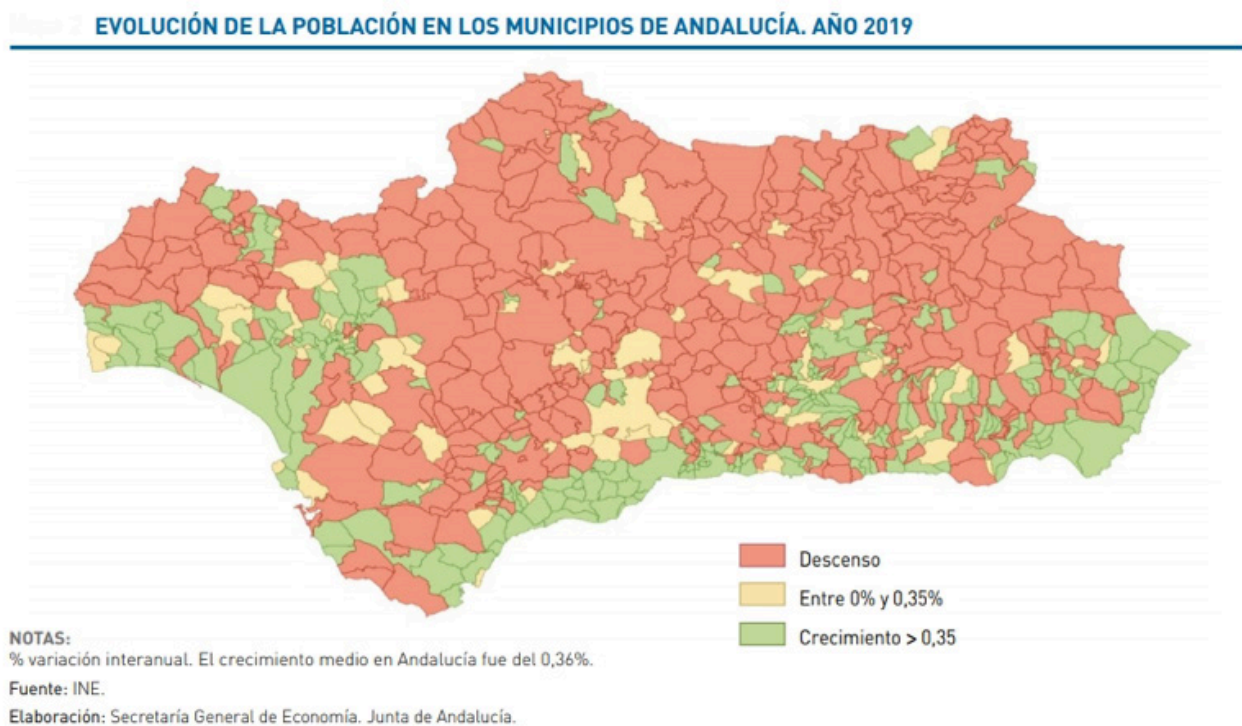 EVOLUCIÓN DE LA POBLACIÓN EN LOS MUNICIPIOS DE ANDALUCÍA. AÑO 2019
Descenso
Entre 0% y 0,35%
Crecimiento > 0,35
NOTAS:
% variación interanual. El crecimiento medio en Andalucía fue del 0,36%.
Fuente: INE.
Elaboración: Secretaría General de Economía. Junta de Andalucía.